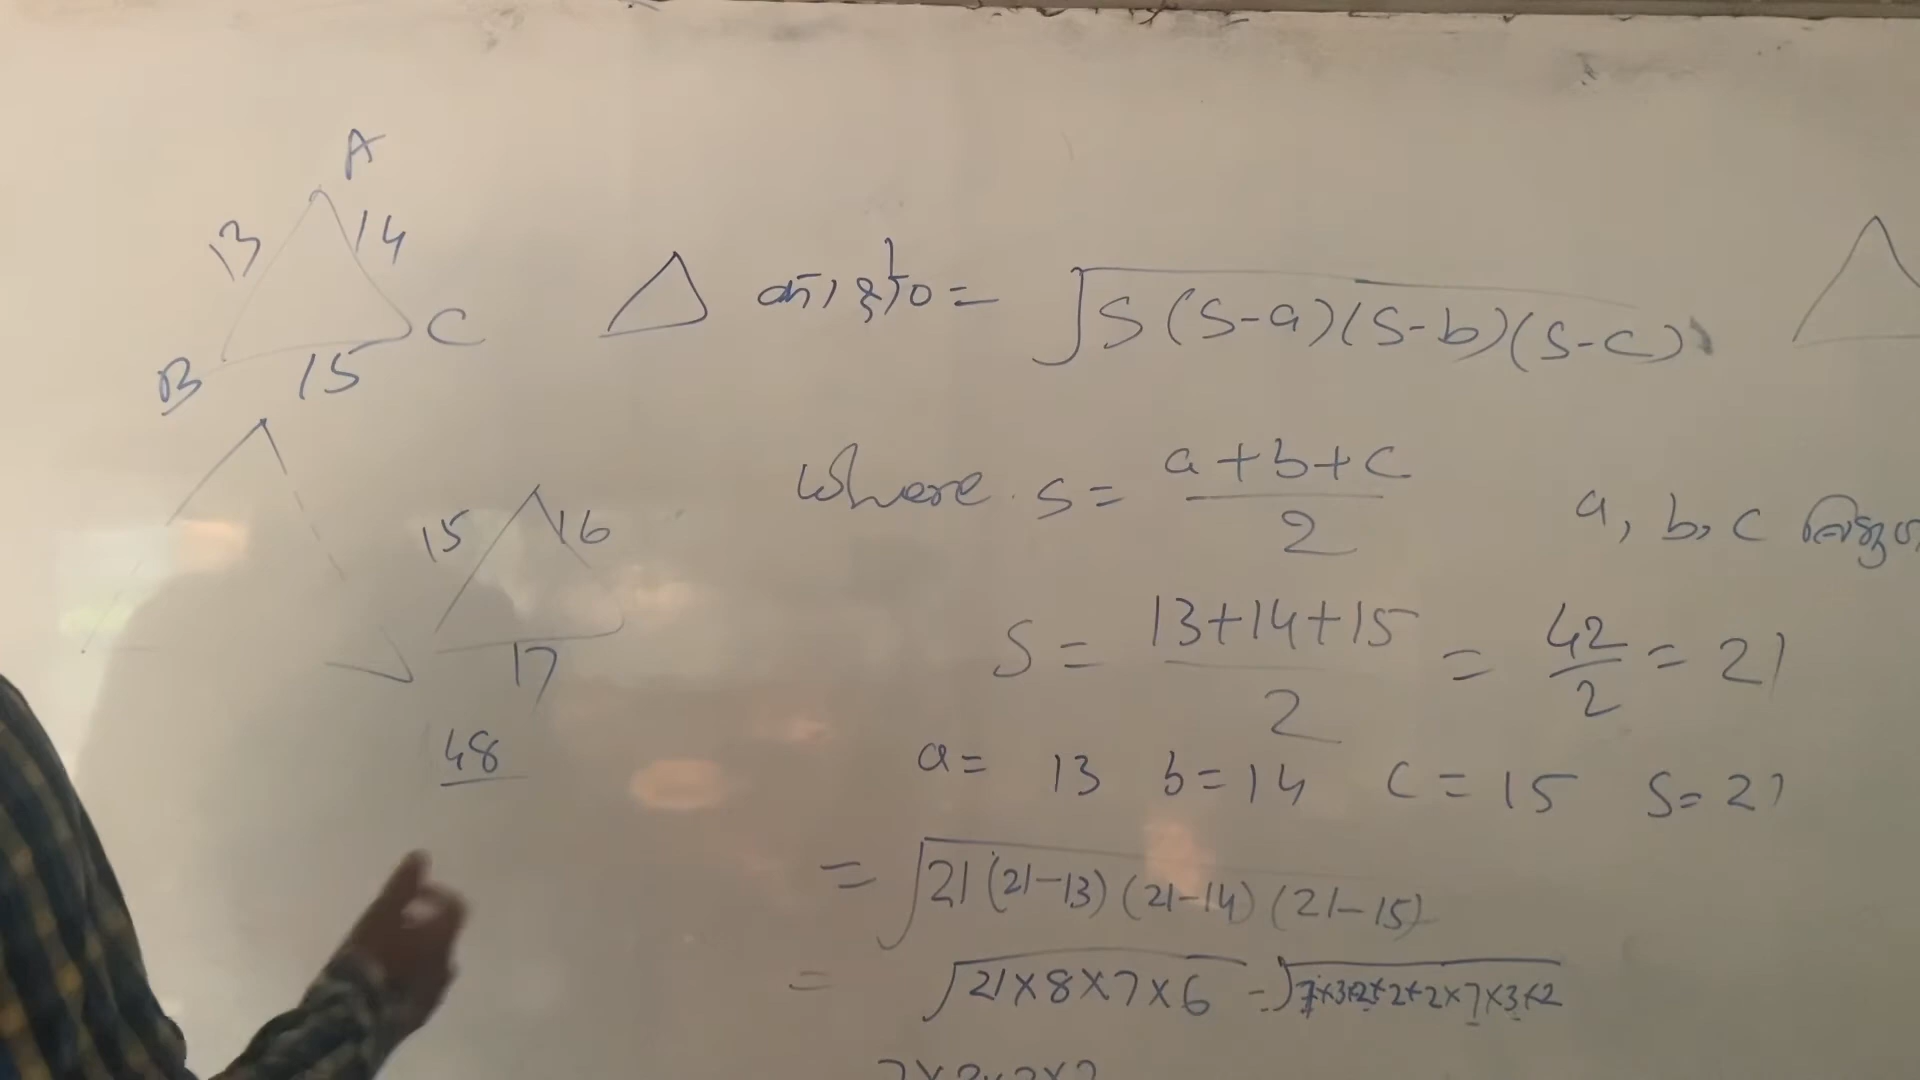 A
13
14
B
15
C
15
16
17
48
= √S(S-a)(S-b)(S-c)
where S = a+b+c / 2
a, b, c
S = 13+14+15 / 2 = 42/2 = 21
a= 13 b=14 C=15 S=21
= √21(21-13)(21-14)(21-15)
= √21×8×7×6 = √7×3×2×2×2×7×3×2